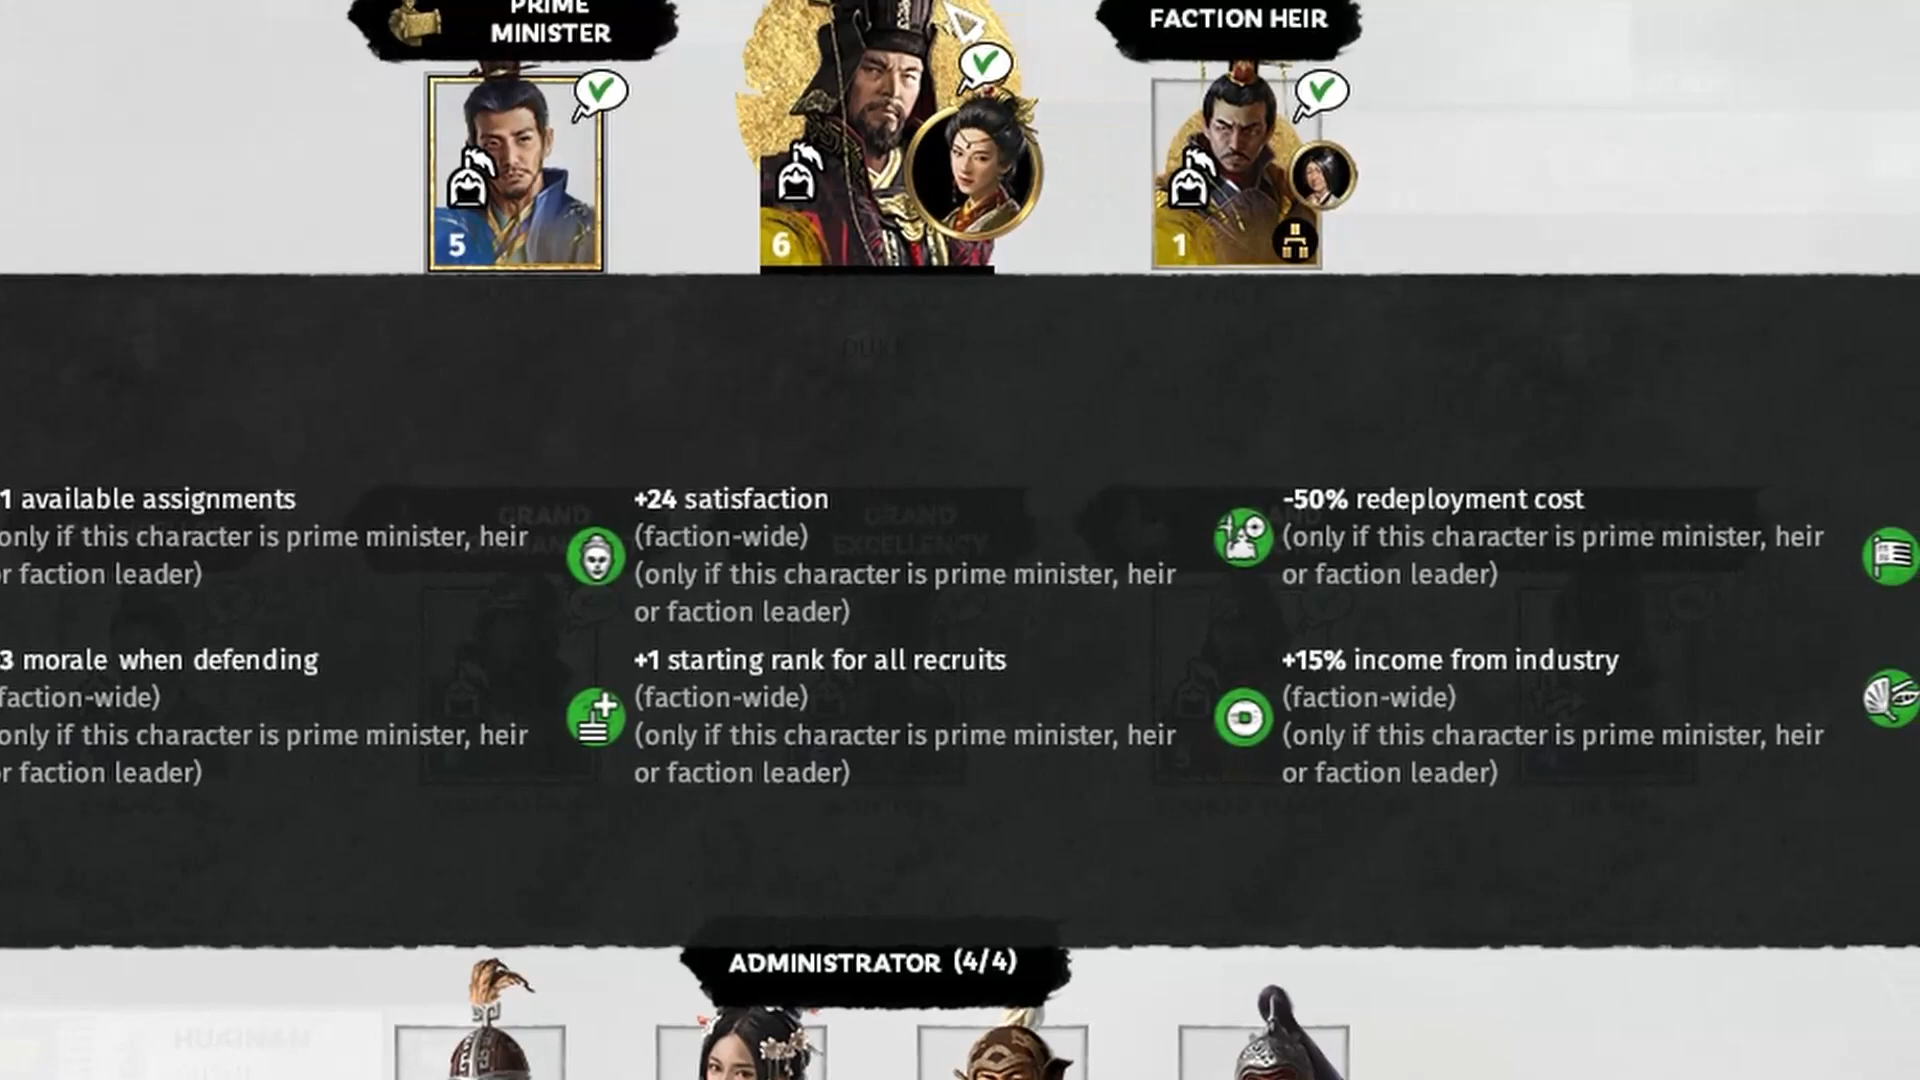 PRIME
MINISTER
FACTION HEIR
5
6
1
DUKE
1 available assignments
only if this character is prime minister, heir
r faction leader)
+24 satisfaction
(faction-wide)
(only if this character is prime minister, heir
or faction leader)
-50% redeployment cost
(only if this character is prime minister, heir
or faction leader)
GRAND
GRAND
EXCELLENCY
3 morale when defending
faction-wide)
only if this character is prime minister, heir
r faction leader)
+1 starting rank for all recruits
(faction-wide)
(only if this character is prime minister, heir
or faction leader)
+15% income from industry
(faction-wide)
(only if this character is prime minister, heir
or faction leader)
ADMINISTRATOR (4/4)
HUAINAN